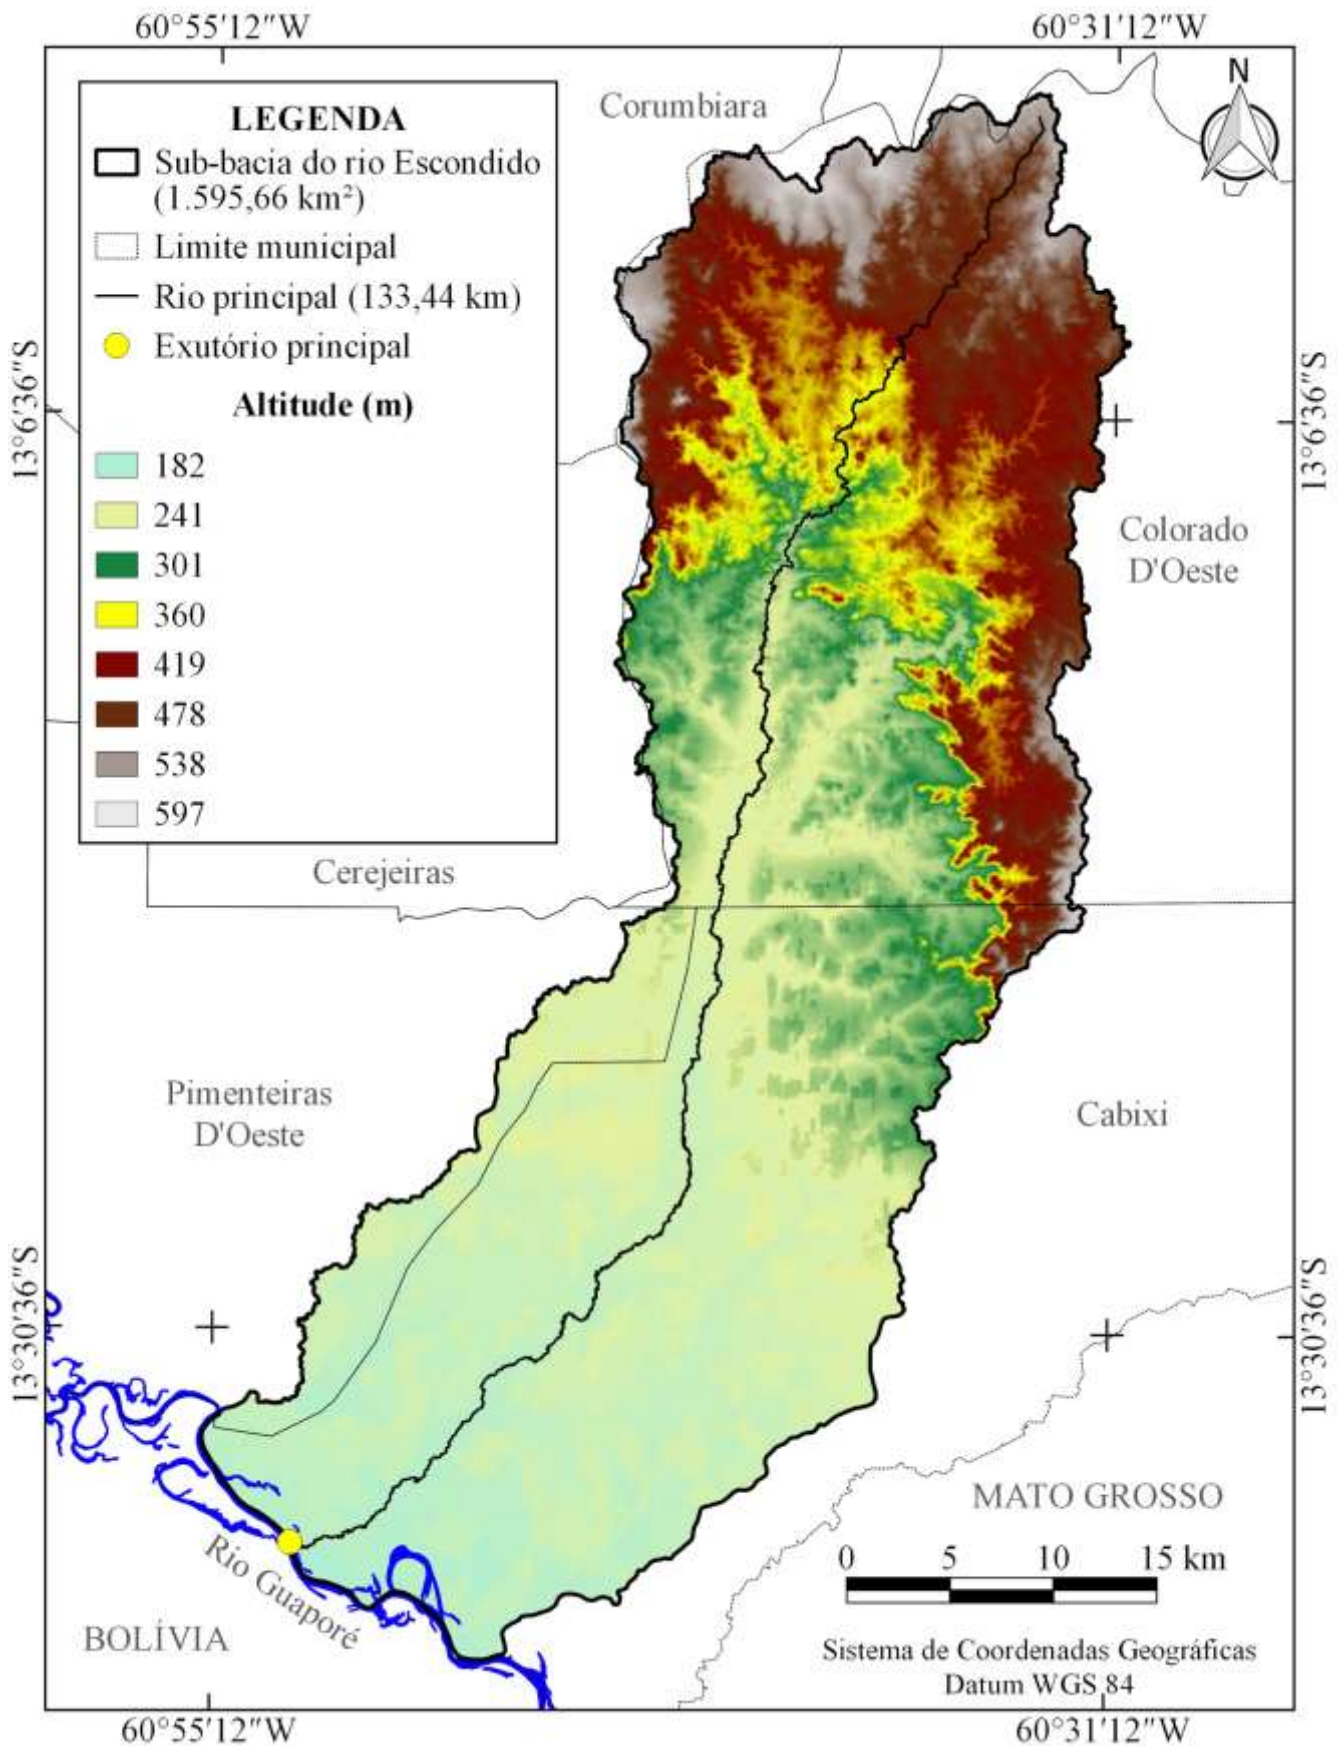 60°55'12"W
60°31'12"W
N
Corumbiara
LEGENDA
Sub-bacia do rio Escondido
(1.595,66 km²)
Limite municipal
Rio principal (133,44 km)
Exutório principal
Altitude (m)
182
241
301
360
419
478
538
597
13°6'36"S
13°6'36"S
Colorado
D'Oeste
Cerejeiras
Pimenteiras
D'Oeste
Cabixi
13°30'36"S
13°30'36"S
MATO GROSSO
Rio Guaporé
BOLÍVIA
0 5 10 15 km
Sistema de Coordenadas Geográficas
Datum WGS 84
60°55'12"W
60°31'12"W